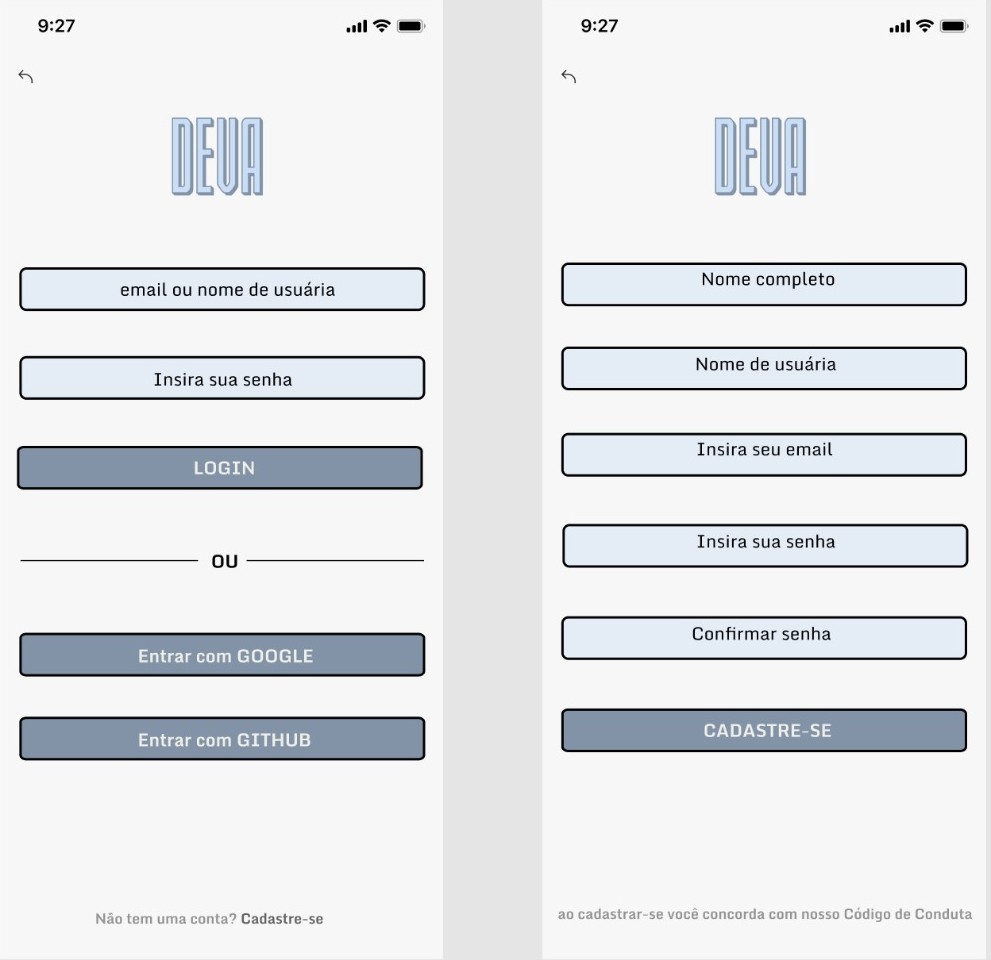 9:27
DEVA
email ou nome de usuária
Insira sua senha
LOGIN
OU
Entrar com GOOGLE
Entrar com GITHUB
Não tem uma conta? Cadastre-se
9:27
DEVA
Nome completo
Nome de usuária
Insira seu email
Insira sua senha
Confirmar senha
CADASTRE-SE
ao cadastrar-se você concorda com nosso Código de Conduta